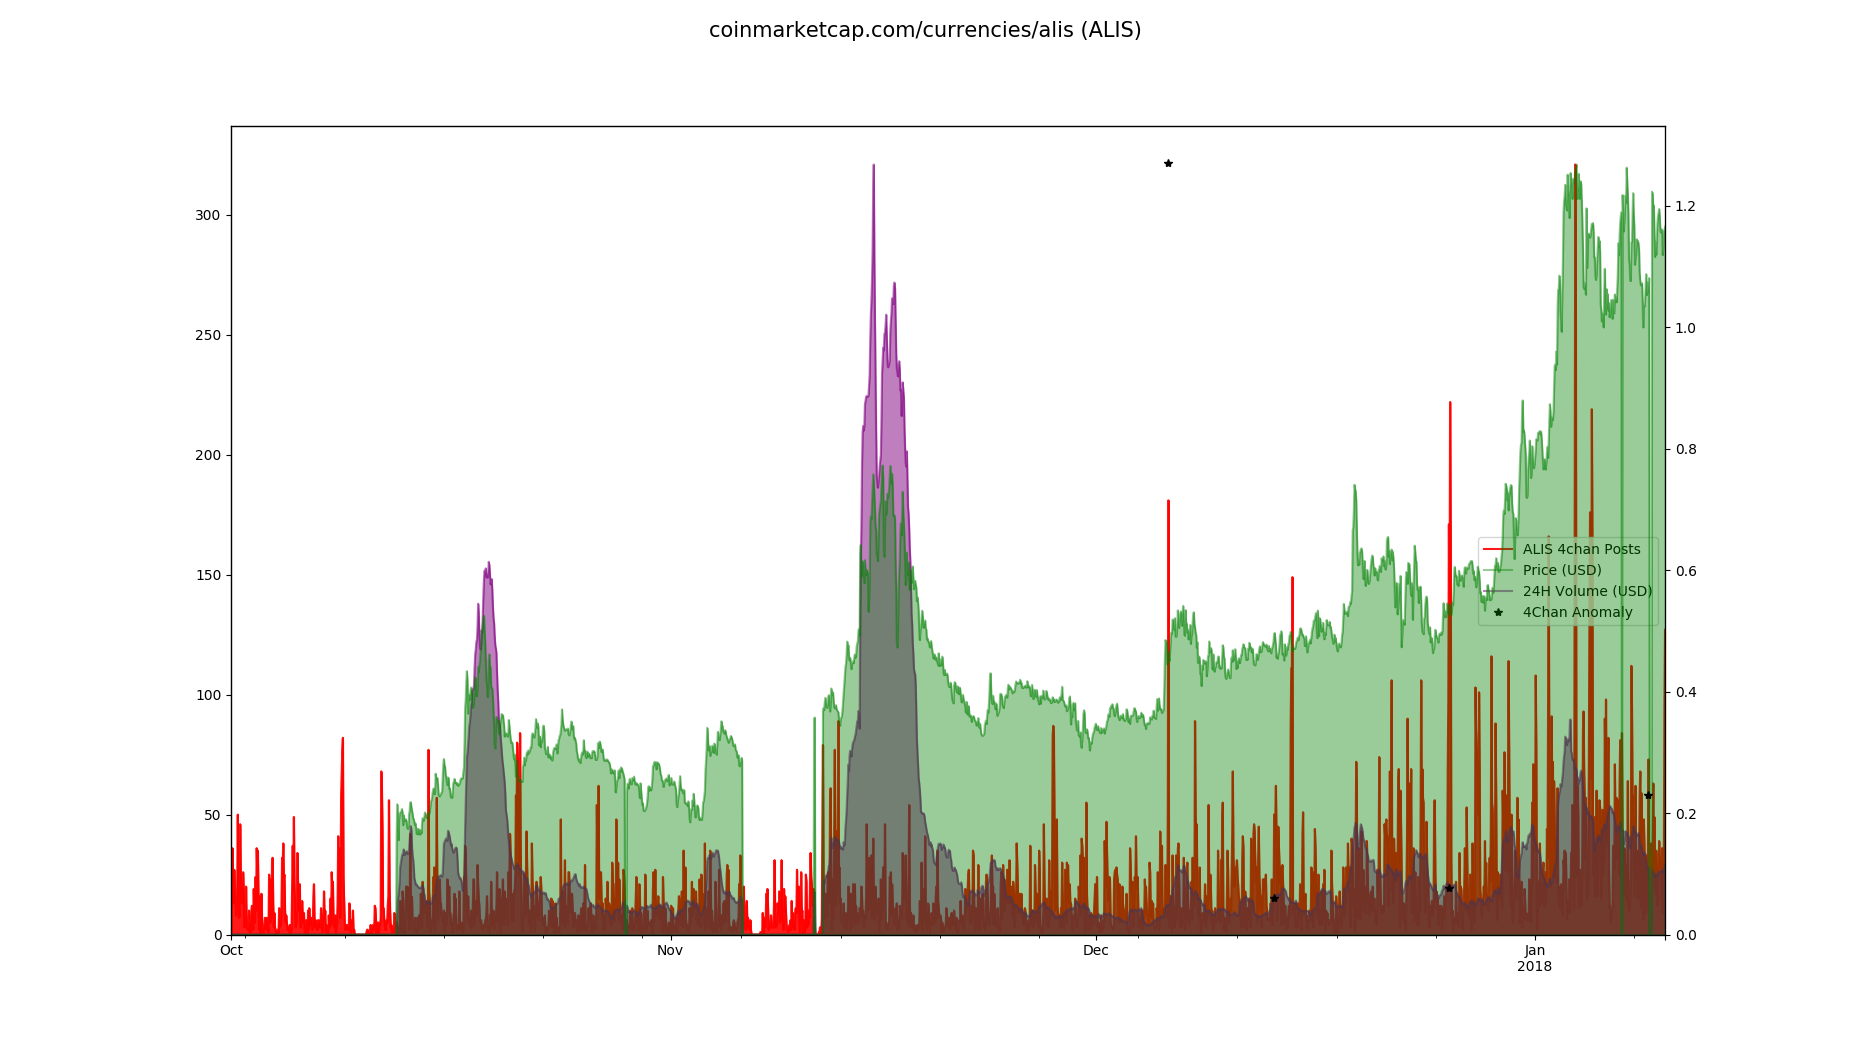 coinmarketcap.com/currencies/alis (ALIS)
300
250
200
150
100
50
0
1.2
1.0
0.8
0.6
0.4
0.2
0.0
ALIS 4chan Posts
Price (USD)
24H Volume (USD)
4Chan Anomaly
Oct
Nov
Dec
Jan
2018